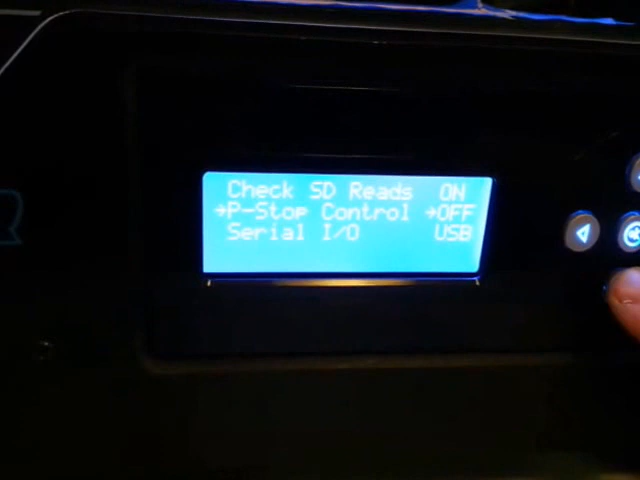 Check SD Reads ON
→P-Stop Control →OFF
Serial I/O USB